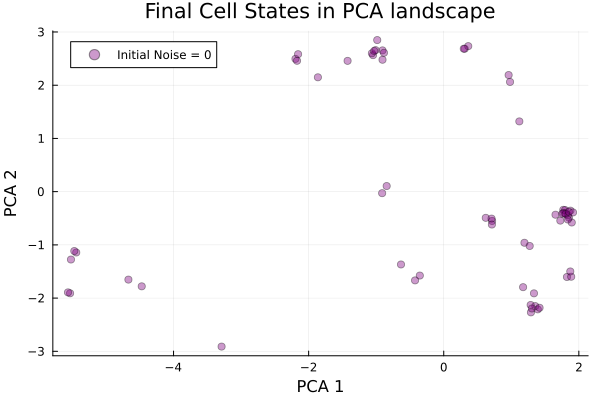 Final Cell States in PCA landscape
Initial Noise = 0
PCA 2
3
2
1
0
−1
−2
−3
−4
−2
0
2
PCA 1